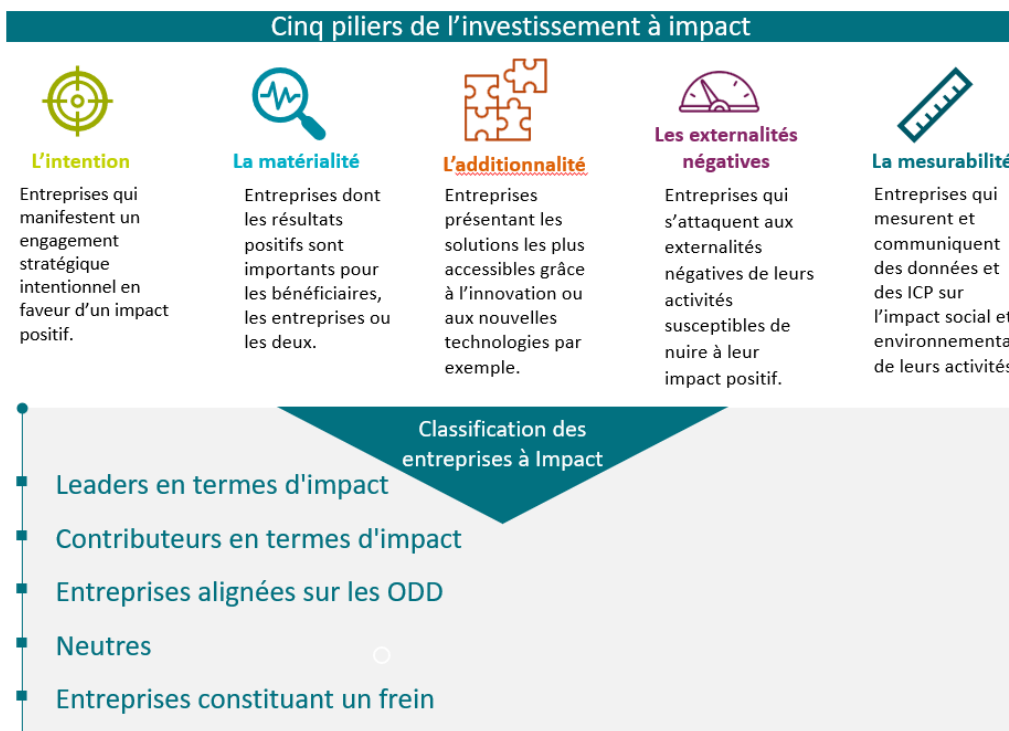 Cinq piliers de l'investissement à impact
L'intention
Entreprises qui
manifestent un
engagement
stratégique
intentionnel en
faveur d'un impact
positif.
La matérialité
Entreprises dont
les résultats
positifs sont
importants pour
les bénéficiaires,
les entreprises ou
les deux.
L'additionnalité
Entreprises
présentant les
solutions les plus
accessibles grâce
à l'innovation ou
aux nouvelles
technologies par
exemple.
Les externalités
négatives
Entreprises qui
s'attaquent aux
externalités
négatives de leurs
activités
susceptibles de
nuire à leur
impact positif.
La mesurabilité
Entreprises qui
mesurent et
communiquent
des données et
des ICP sur
l'impact social et
environnementa
de leurs activités
Classification des
entreprises à Impact
Leaders en termes d'impact
Contributeurs en termes d'impact
Entreprises alignées sur les ODD
Neutres
Entreprises constituant un frein